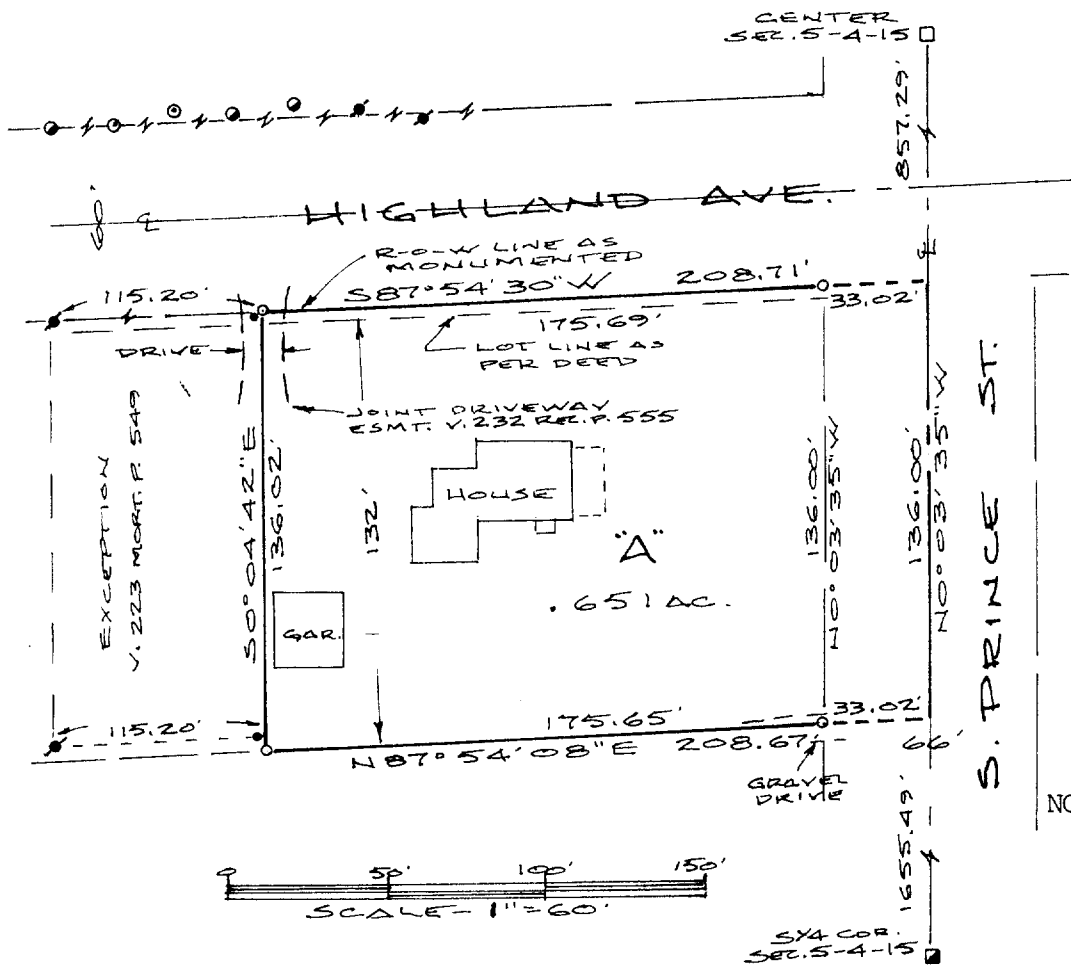 CENTER
SEC. 5-4-15
857.29'
60'
℄
HIGHLAND AVE.
℄
R-O-W LINE AS
MONUMENTED
115.20'
S87°54'30"W
208.71'
33.02'
175.69'
DRIVE
LOT LINE AS
PER DEED
JOINT DRIVEWAY
ESMT. V. 232 REC. P. 555
EXCEPTION
V. 223 MORT. P. 549
S0°04'42"E
136.02'
132'
HOUSE
"A"
.651 AC.
GAR.
136.00'
N0°03'35"W
136.00'
N0°03'35"W
S. PRINCE ST.
115.20'
175.65'
33.02'
N87°54'08"E
208.67'
66'
GRAVEL
DRIVE
NO
1655.49'
0 50' 100' 150'
SCALE - 1"=60'
S1/4 COR.
SEC. 5-4-15